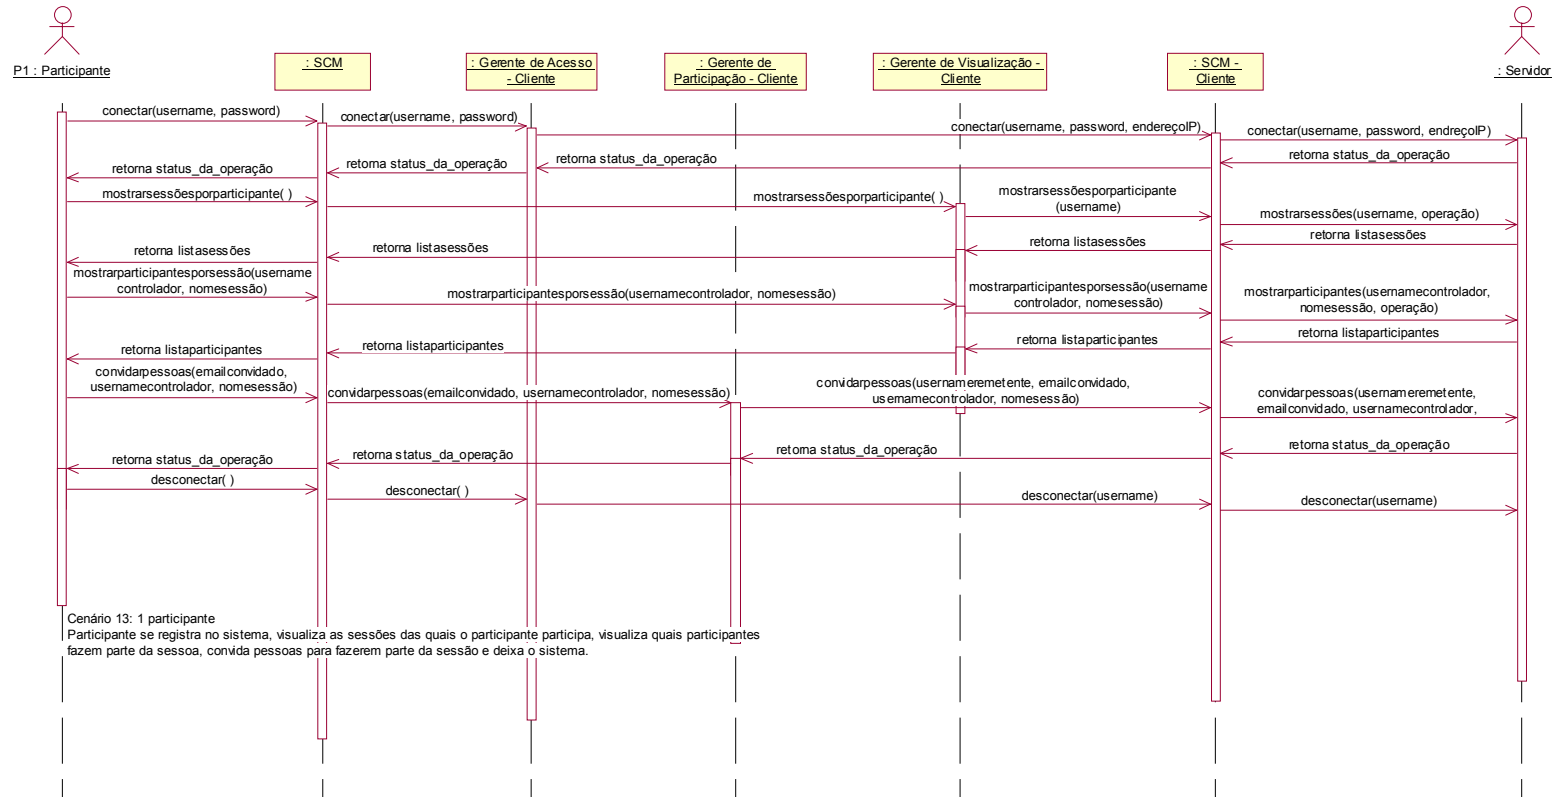 P1 : Participante
: SCM
: Gerente de Acesso
- Cliente
: Gerente de
Participação - Cliente
: Gerente de Visualização -
Cliente
: SCM -
Cliente
: Servidor
conectar(username, password)
conectar(username, password)
conectar(username, password, endereçoIP)
conectar(username, password, endreçoIP)
retorna status_da_operação
retorna status_da_operação
retorna status_da_operação
retorna status_da_operação
mostrarsessõesporparticipante( )
mostrarsessõesporparticipante( )
mostrarsessõesporparticipante
(username)
mostrarsessões(username, operação)
retorna listasessões
retorna listasessões
retorna listasessões
retorna listasessões
mostrarparticipantesporsessão(username
controlador, nomesessão)
mostrarparticipantesporsessão(usernamecontrolador, nomesessão)
mostrarparticipantesporsessão(username
controlador, nomesessão)
mostrarparticipantes(usernamecontrolador,
nomesessão, operação)
retorna listaparticipantes
retorna listaparticipantes
retorna listaparticipantes
retorna listaparticipantes
convidarpessoas(emailconvidado,
usernamecontrolador, nomesessão)
convidarpessoas(emailconvidado, usernamecontrolador, nomesessão)
convidarpessoas(usernameremetente, emailconvidado,
usernamecontrolador, nomesessão)
convidarpessoas(usernameremetente,
emailconvidado, usernamecontrolador,
retorna status_da_operação
retorna status_da_operação
retorna status_da_operação
retorna status_da_operação
desconectar( )
desconectar( )
desconectar(username)
desconectar(username)
Cenário 13: 1 participante
Participante se registra no sistema, visualiza as sessões das quais o participante participa, visualiza quais participantes
fazem parte da sessoa, convida pessoas para fazerem parte da sessão e deixa o sistema.